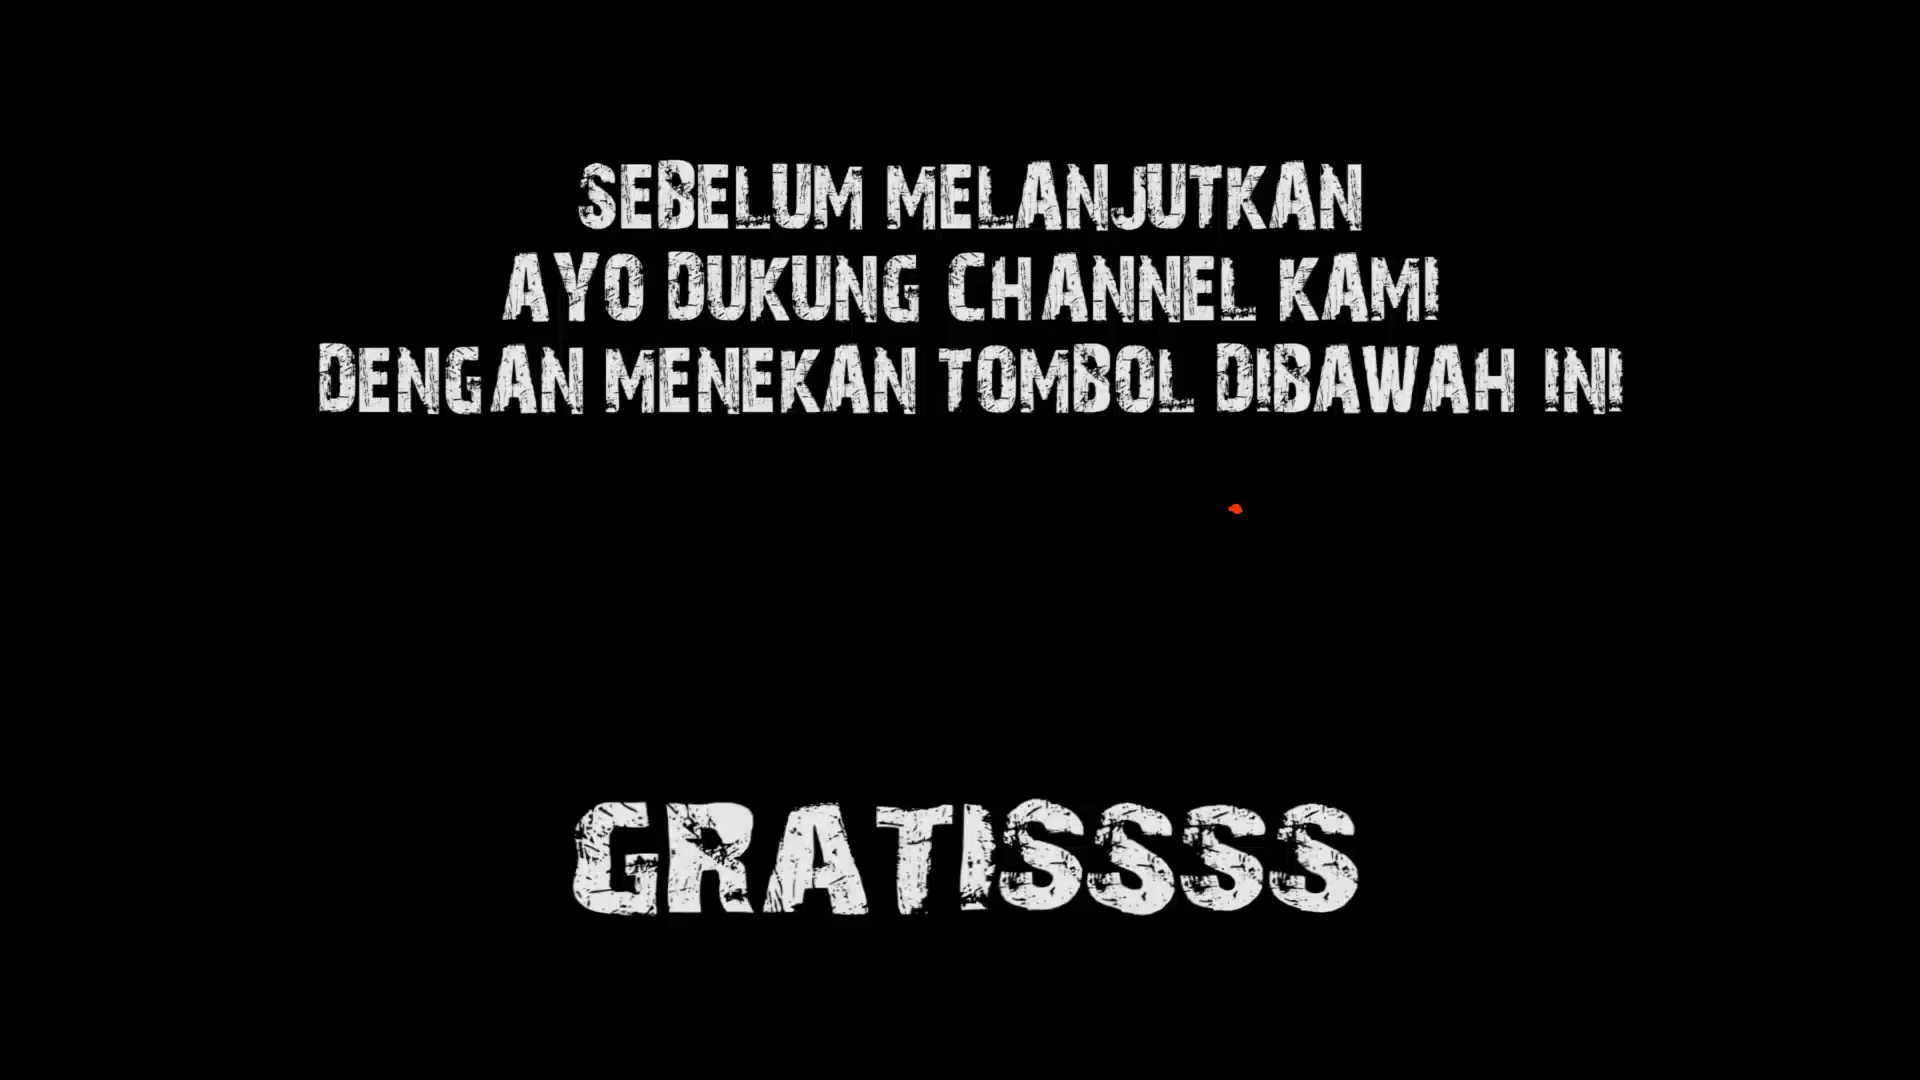 SEBELUM MELANJUTKAN
AYO DUKUNG CHANNEL KAMI
DENGAN MENEKAN TOMBOL DIBAWAH INI
GRATISSSS